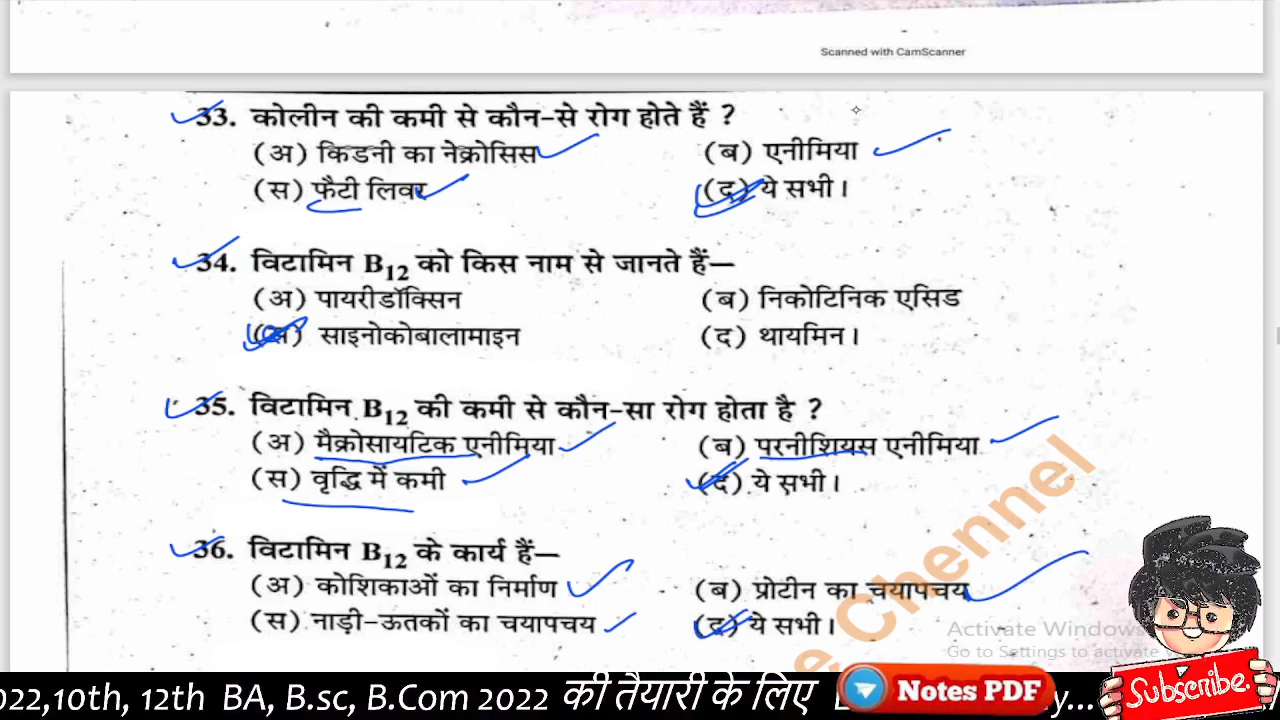 Scanned with CamScanner
33. कोलीन की कमी से कौन-से रोग होते हैं ?
(अ) किडनी का नेक्रोसिस (ब) एनीमिया
(स) फैटी लिवर (द) ये सभी।
34. विटामिन B12 को किस नाम से जानते हैं—
(अ) पायरीडॉक्सिन (ब) निकोटिनिक एसिड
(स) साइनोकोबालामाइन (द) थायमिन।
35. विटामिन B12 की कमी से कौन-सा रोग होता है ?
(अ) मैक्रोसायटिक एनीमिया (ब) परनीशियस एनीमिया
(स) वृद्धि में कमी (द) ये सभी।
36. विटामिन B12 के कार्य हैं—
(अ) कोशिकाओं का निर्माण (ब) प्रोटीन का चयापचय
(स) नाड़ी-ऊतकों का चयापचय (द) ये सभी।
Chennel
Activate Windows
Go to Settings to activate
022,10th, 12th BA, B.sc, B.Com 2022 की तैयारी के लिए
Notes PDF
Subscribe.